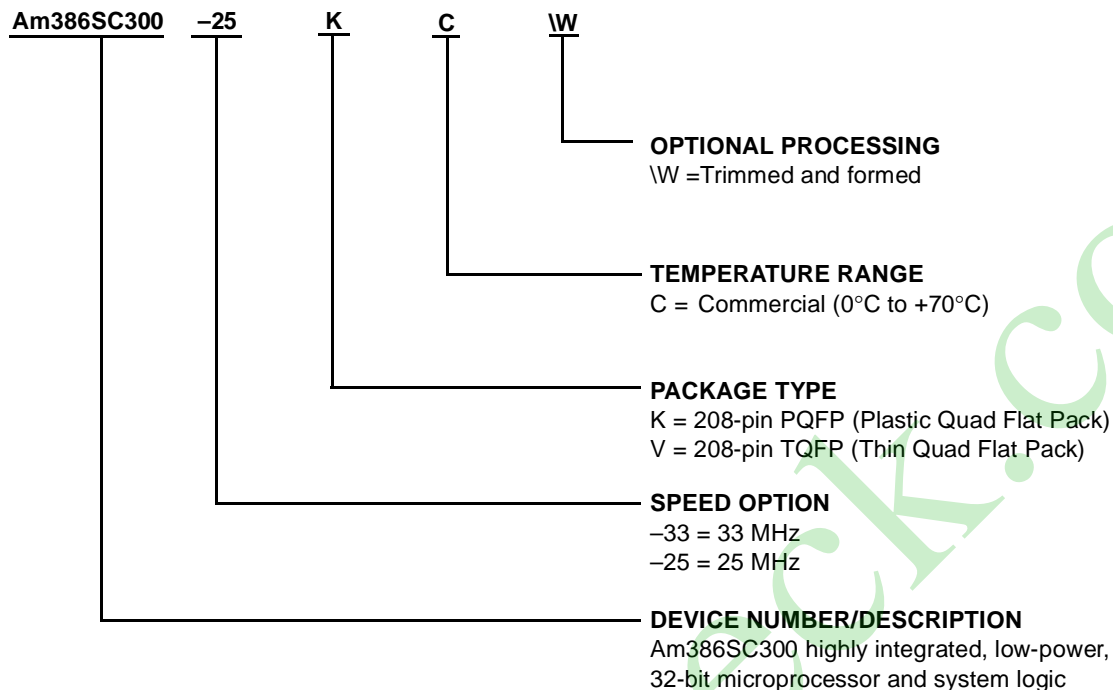 Am386SC300 –25 K C \W
OPTIONAL PROCESSING
\W =Trimmed and formed
TEMPERATURE RANGE
C = Commercial (0°C to +70°C)
PACKAGE TYPE
K = 208-pin PQFP (Plastic Quad Flat Pack)
V = 208-pin TQFP (Thin Quad Flat Pack)
SPEED OPTION
–33 = 33 MHz
–25 = 25 MHz
DEVICE NUMBER/DESCRIPTION
Am386SC300 highly integrated, low-power,
32-bit microprocessor and system logic